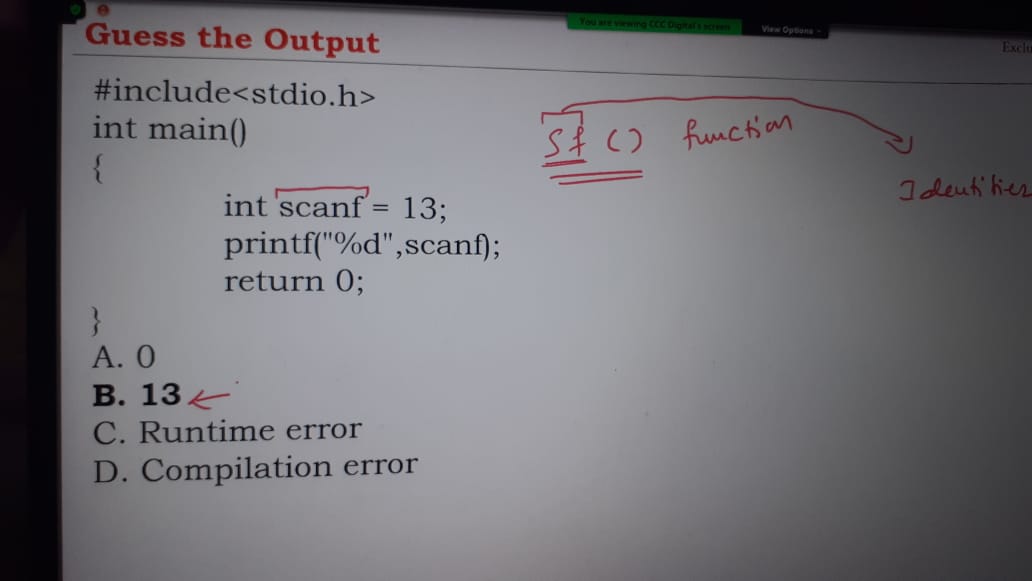 You are viewing CCC Digital's screen View Options
Guess the Output
Exclu
#include<stdio.h>
int main()
{
int scanf = 13;
printf("%d",scanf);
return 0;
}
A. 0
B. 13
C. Runtime error
D. Compilation error
Sf () function
Identities